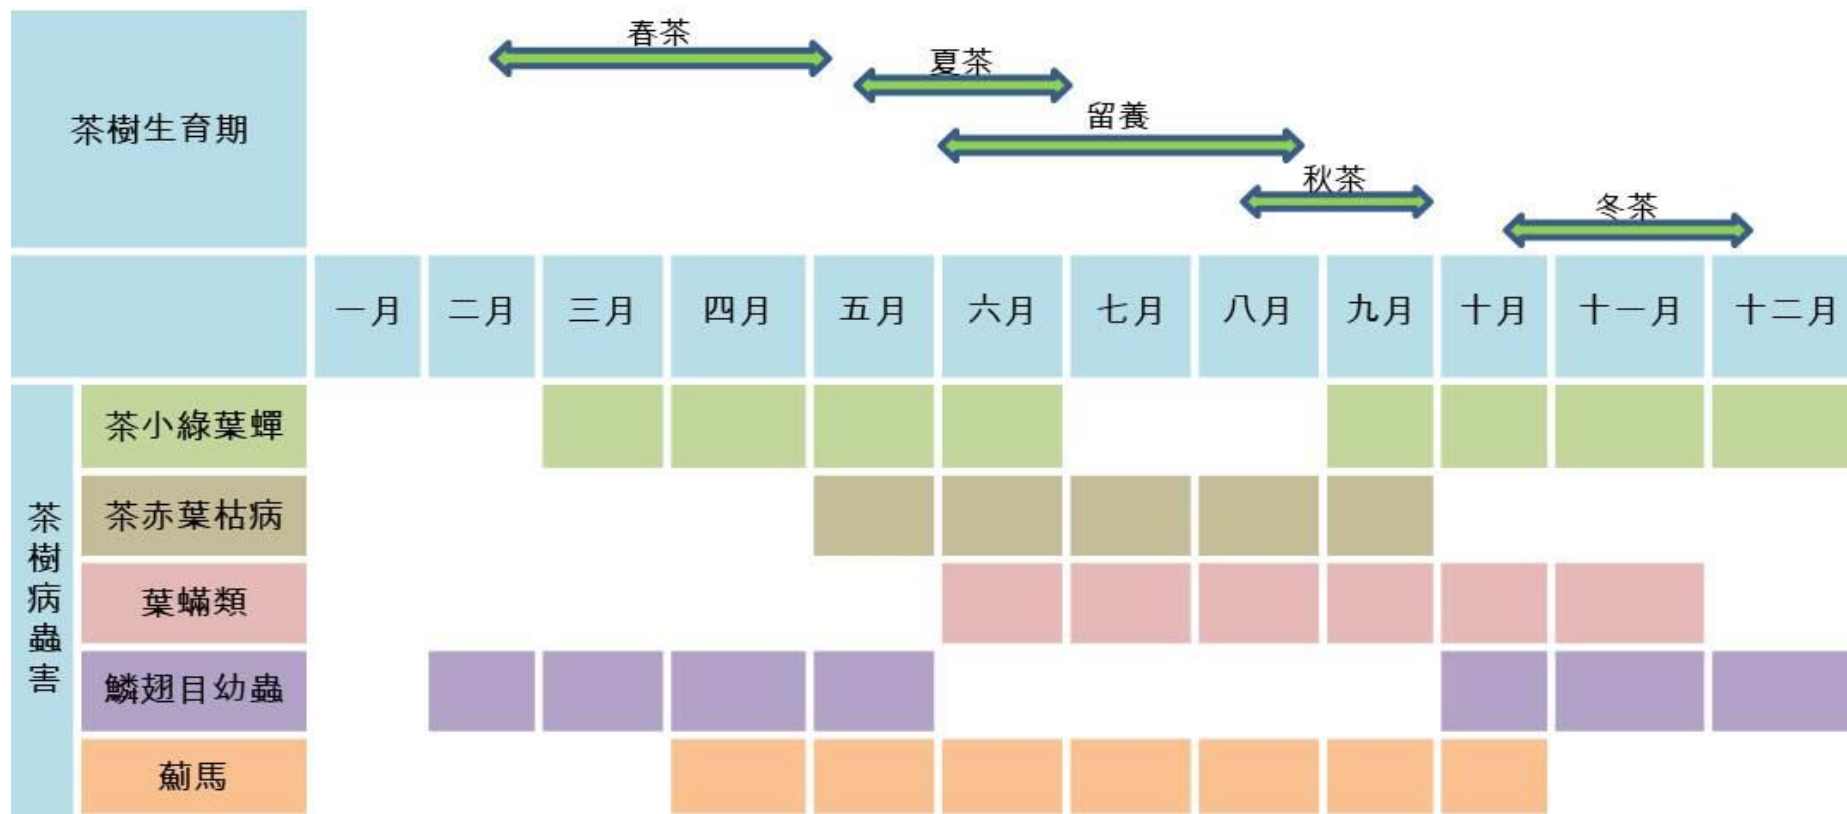 春茶
夏茶
留養
秋茶
冬茶
茶樹生育期
一月 二月 三月 四月 五月 六月 七月 八月 九月 十月 十一月 十二月
茶樹病蟲害
茶小綠葉蟬
茶赤葉枯病
葉蟎類
鱗翅目幼蟲
薊馬